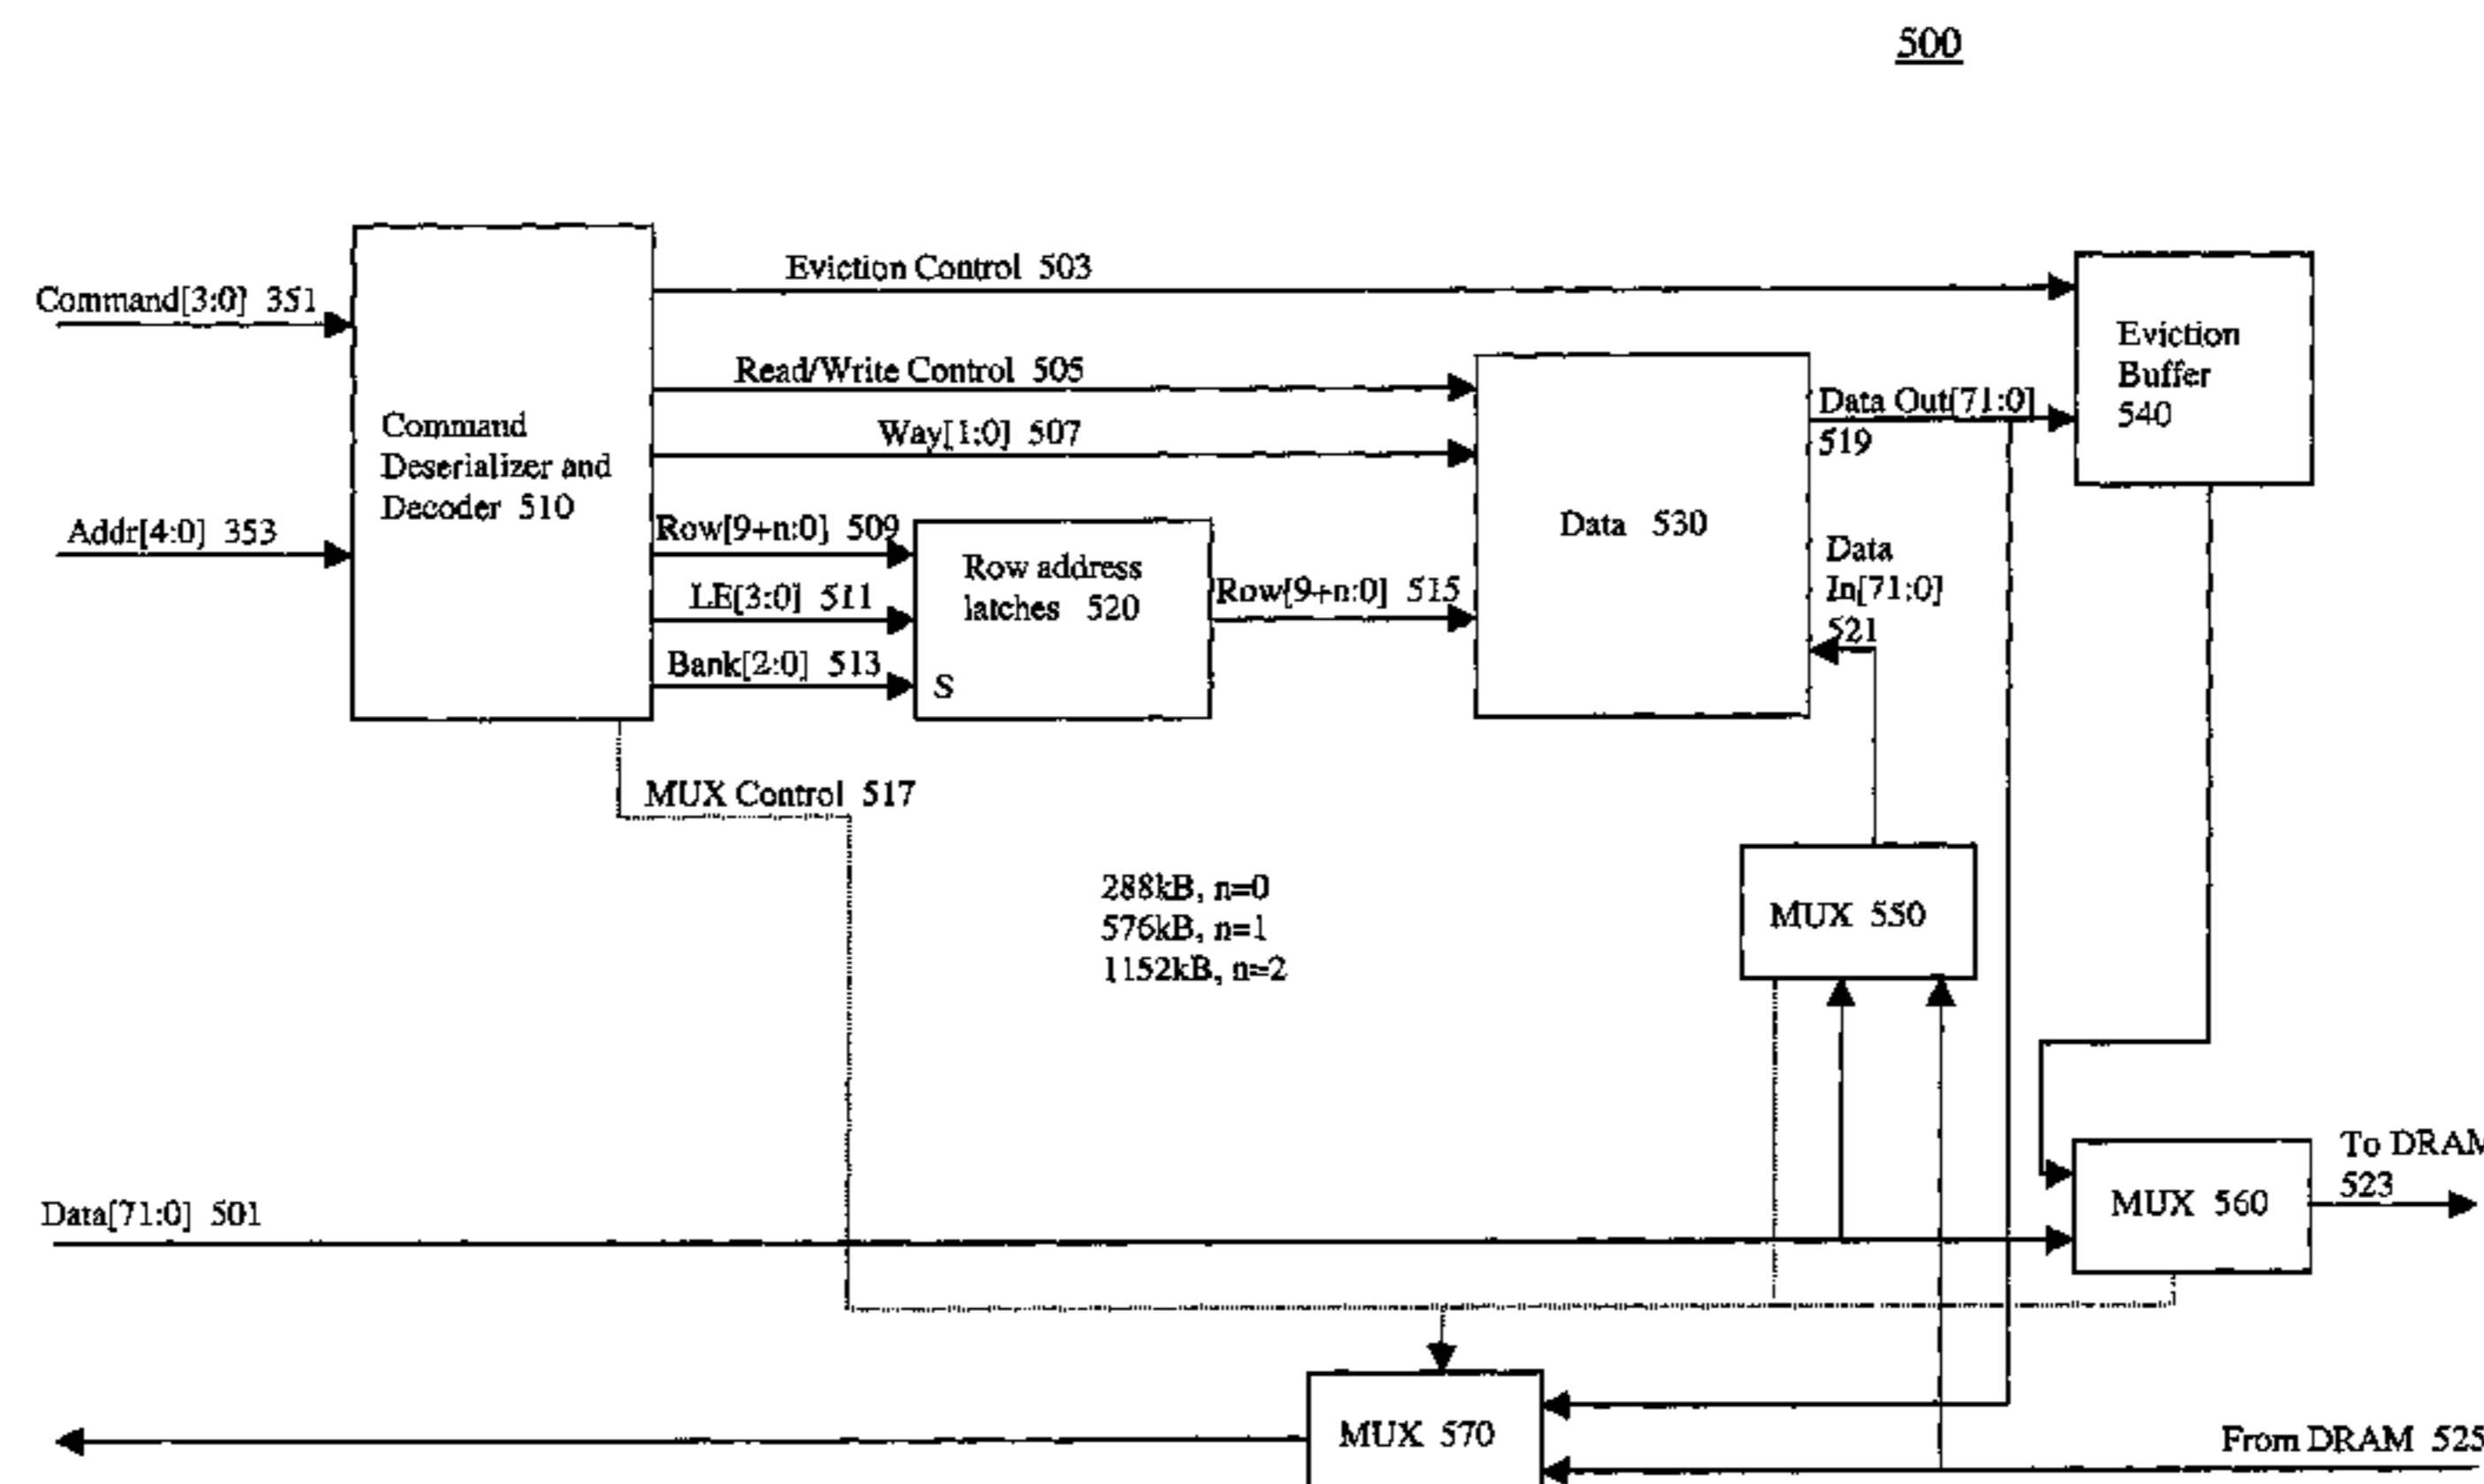 500
Eviction Control 503
Command[3:0] 351
Eviction
Buffer
540
Read/Write Control 505
Data Out[71:0]
519
Way[1:0] 507
Command
Deserializer and
Decoder 510
Addr[4:0] 353
Row[9+n:0] 509
Row address
latches 520
LE[3:0] 511
Bank[2:0] 513
S
Row[9+n:0] 515
Data 530
Data
In[71:0]
521
MUX Control 517
288kB, n=0
576kB, n=1
1152kB, n=2
MUX 550
To DRAM
523
MUX 560
Data[71:0] 501
MUX 570
From DRAM 525